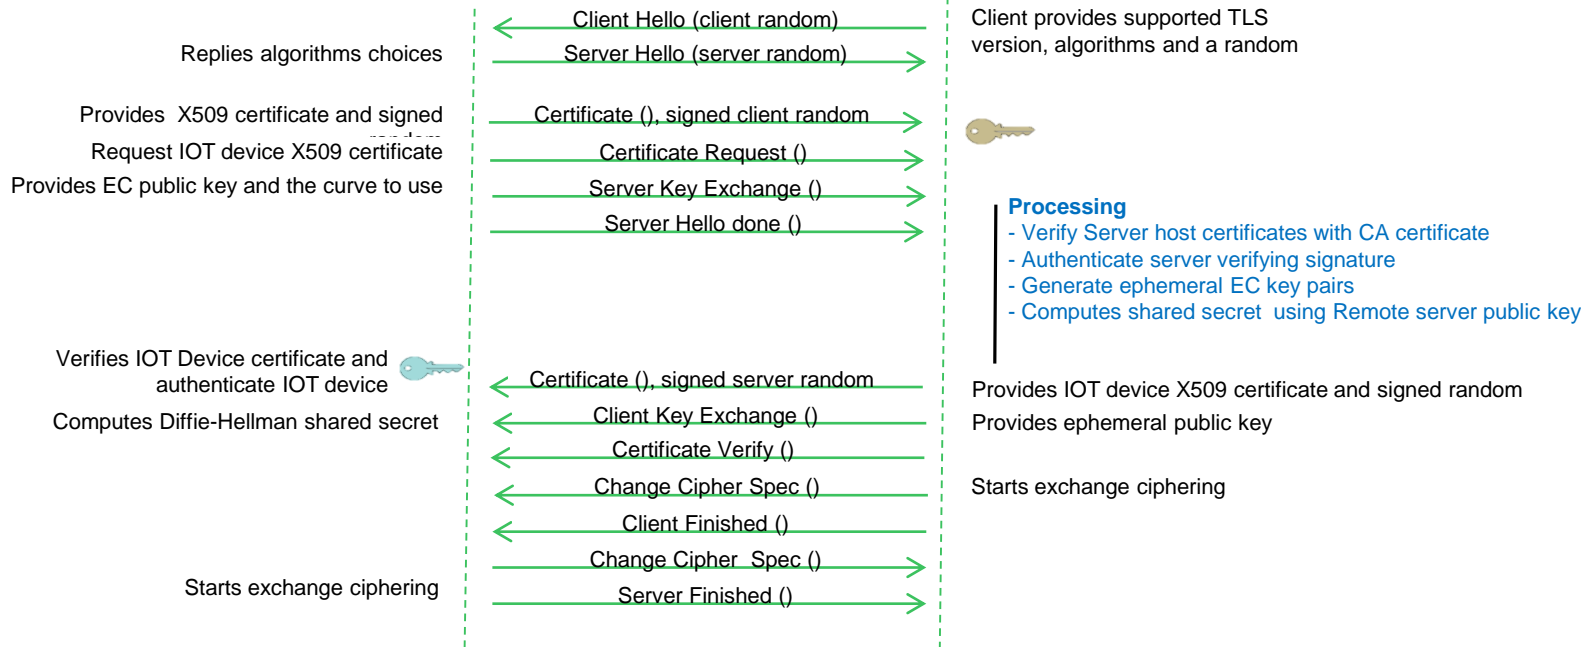 Client Hello (client random)
Client provides supported TLS
version, algorithms and a random
Replies algorithms choices
Server Hello (server random)
Provides  X509 certificate and signed
random
Certificate (), signed client random
Request IOT device X509 certificate
Certificate Request ()
Provides EC public key and the curve to use
Server Key Exchange ()
Server Hello done ()
Processing
- Verify Server host certificates with CA certificate
- Authenticate server verifying signature
- Generate ephemeral EC key pairs
- Computes shared secret  using Remote server public key
Verifies IOT Device certificate and
authenticate IOT device
Certificate (), signed server random
Provides IOT device X509 certificate and signed random
Computes Diffie-Hellman shared secret
Client Key Exchange ()
Provides ephemeral public key
Certificate Verify ()
Change Cipher Spec ()
Starts exchange ciphering
Client Finished ()
Change Cipher  Spec ()
Starts exchange ciphering
Server Finished ()